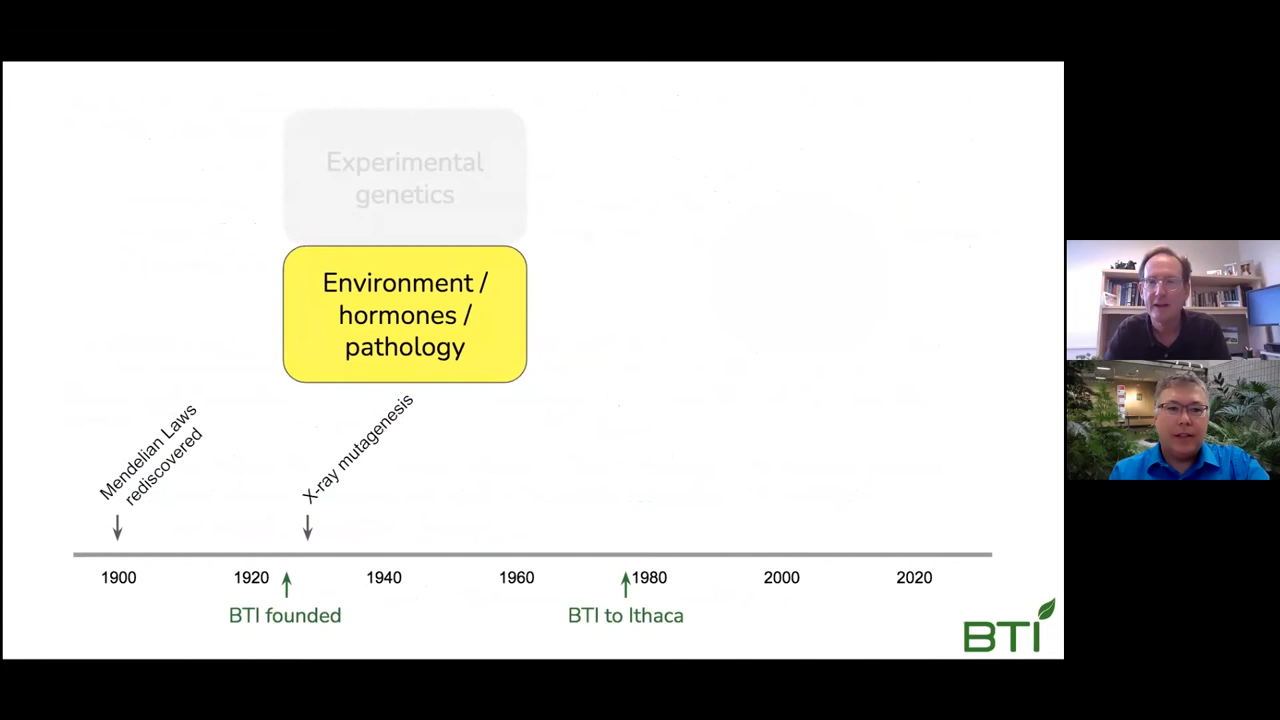 Experimental
genetics
Environment /
hormones /
pathology
Mendelian Laws
rediscovered
X-ray mutagenesis
1900
1920
1940
1960
1980
2000
2020
BTI founded
BTI to Ithaca
BTI